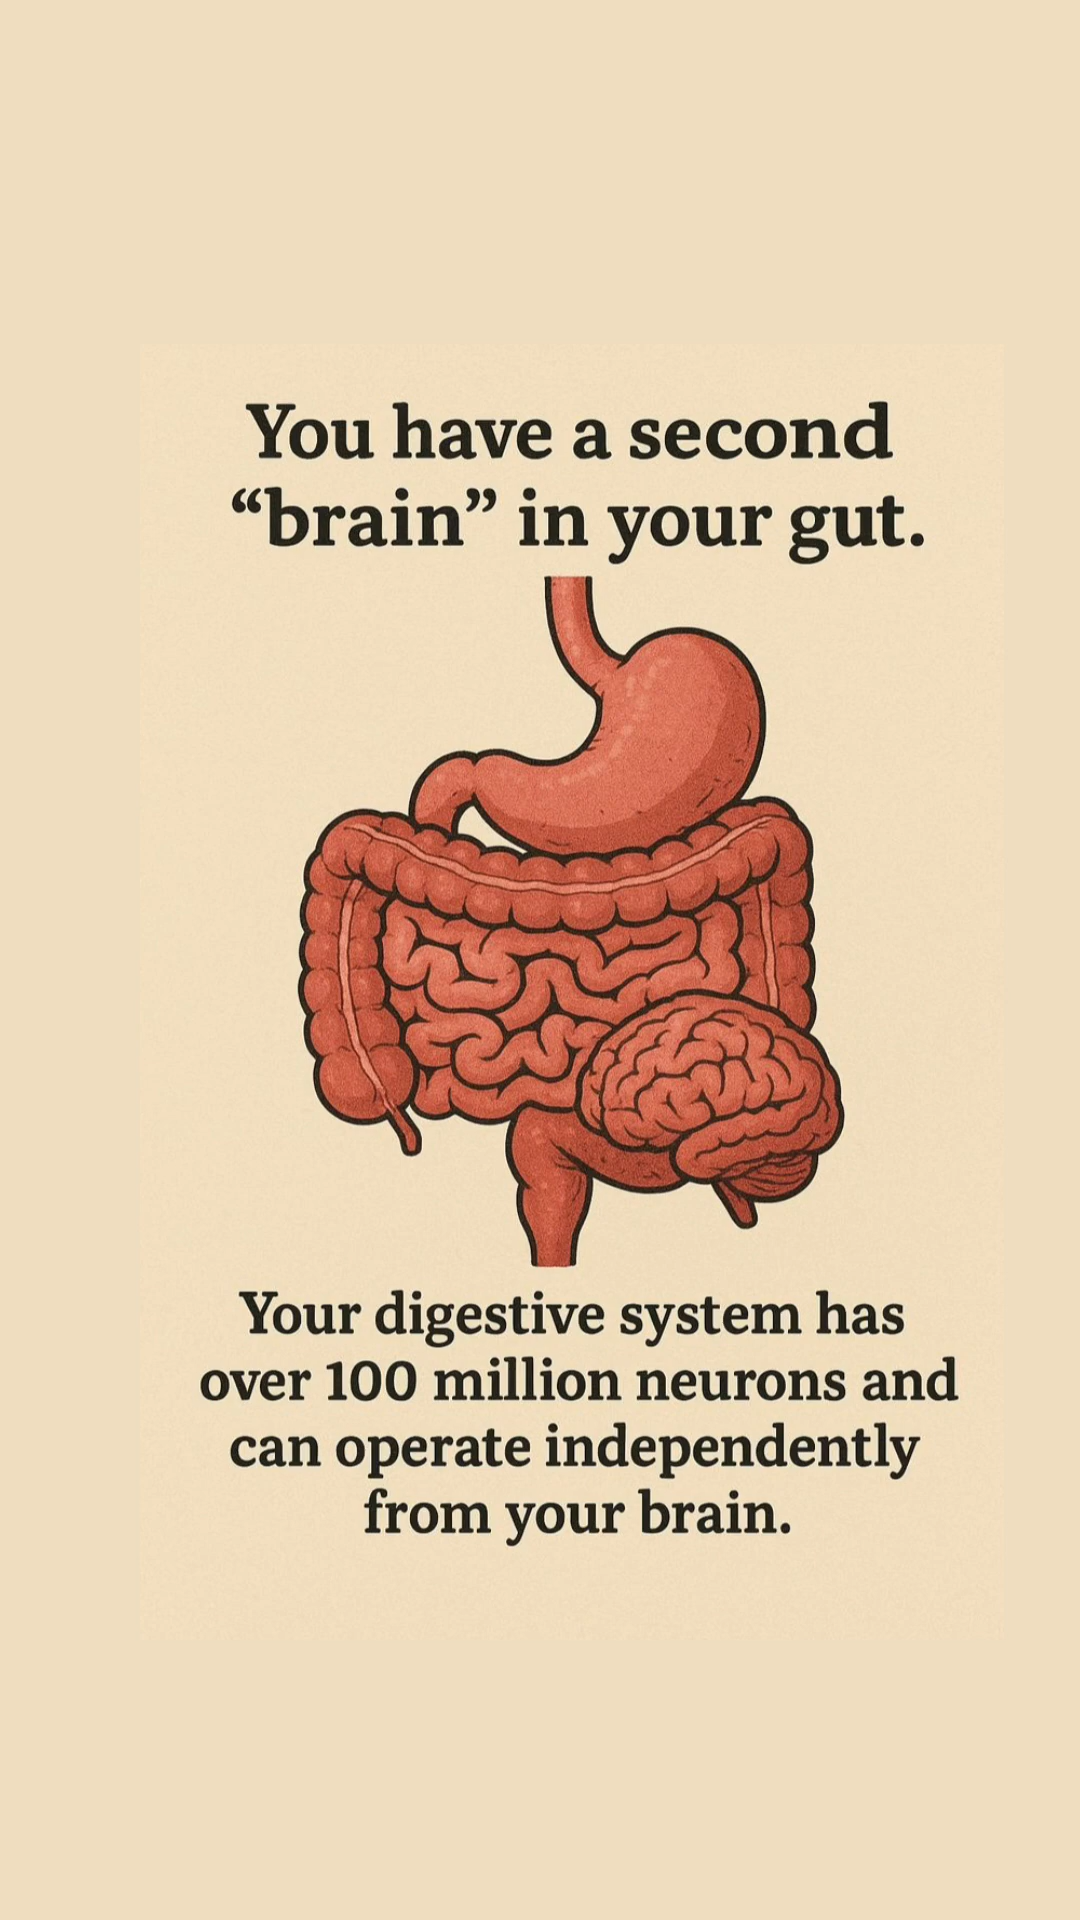 You have a second
“brain” in your gut.
Your digestive system has
over 100 million neurons and
can operate independently
from your brain.